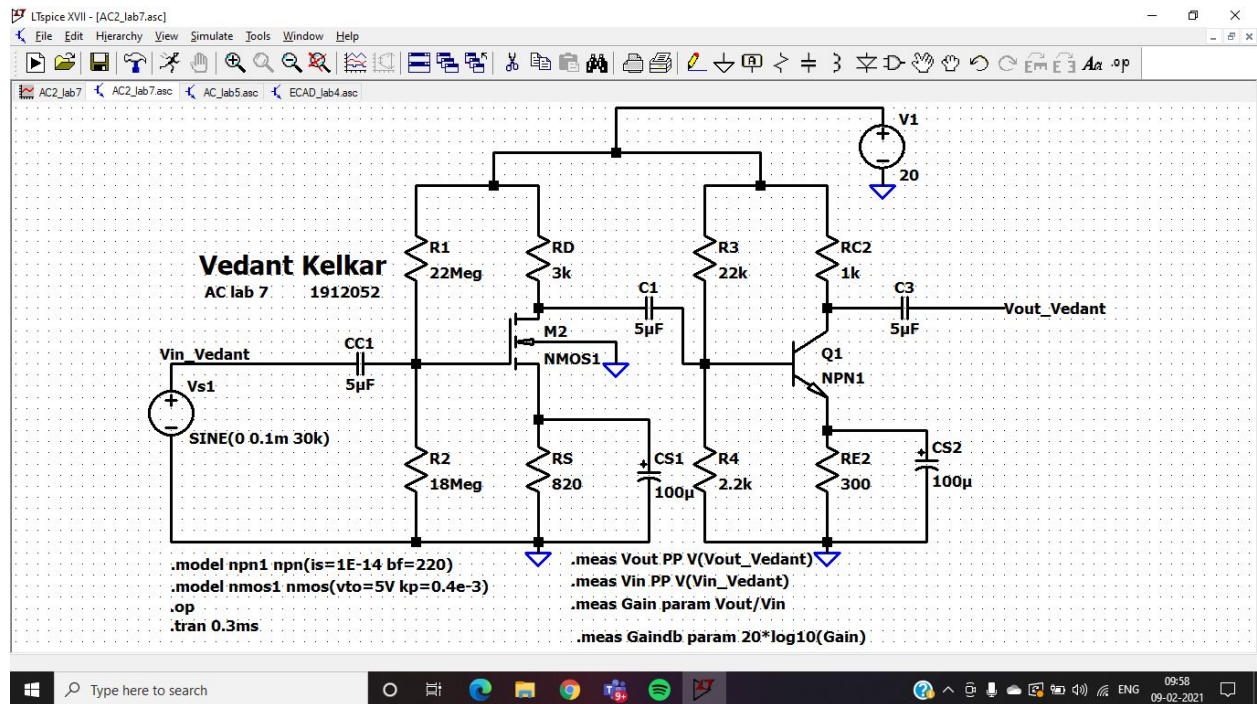 LTspice XVII - [AC2_lab7.asc]
File Edit Hierarchy View Simulate Tools Window Help
Aa .op
AC2_lab7 AC2_lab7.asc AC_lab5.asc ECAD_lab4.asc
V1
20
R1
22Meg
RD
3k
R3
22k
RC2
1k
Vedant Kelkar
AC lab 7 1912052
C1
5µF
C3
5µF
Vout_Vedant
M2
NMOS1
Vin_Vedant
CC1
5µF
Q1
NPN1
Vs1
SINE(0 0.1m 30k)
R2
18Meg
RS
820
CS1
100µ
R4
2.2k
RE2
300
CS2
100µ
.model npn1 npn(is=1E-14 bf=220)
.model nmos1 nmos(vto=5V kp=0.4e-3)
.op
.tran 0.3ms
.meas Vout PP V(Vout_Vedant)
.meas Vin PP V(Vin_Vedant)
.meas Gain param Vout/Vin
.meas Gaindb param 20*log10(Gain)
Type here to search
9+
ENG
09:58
09-02-2021